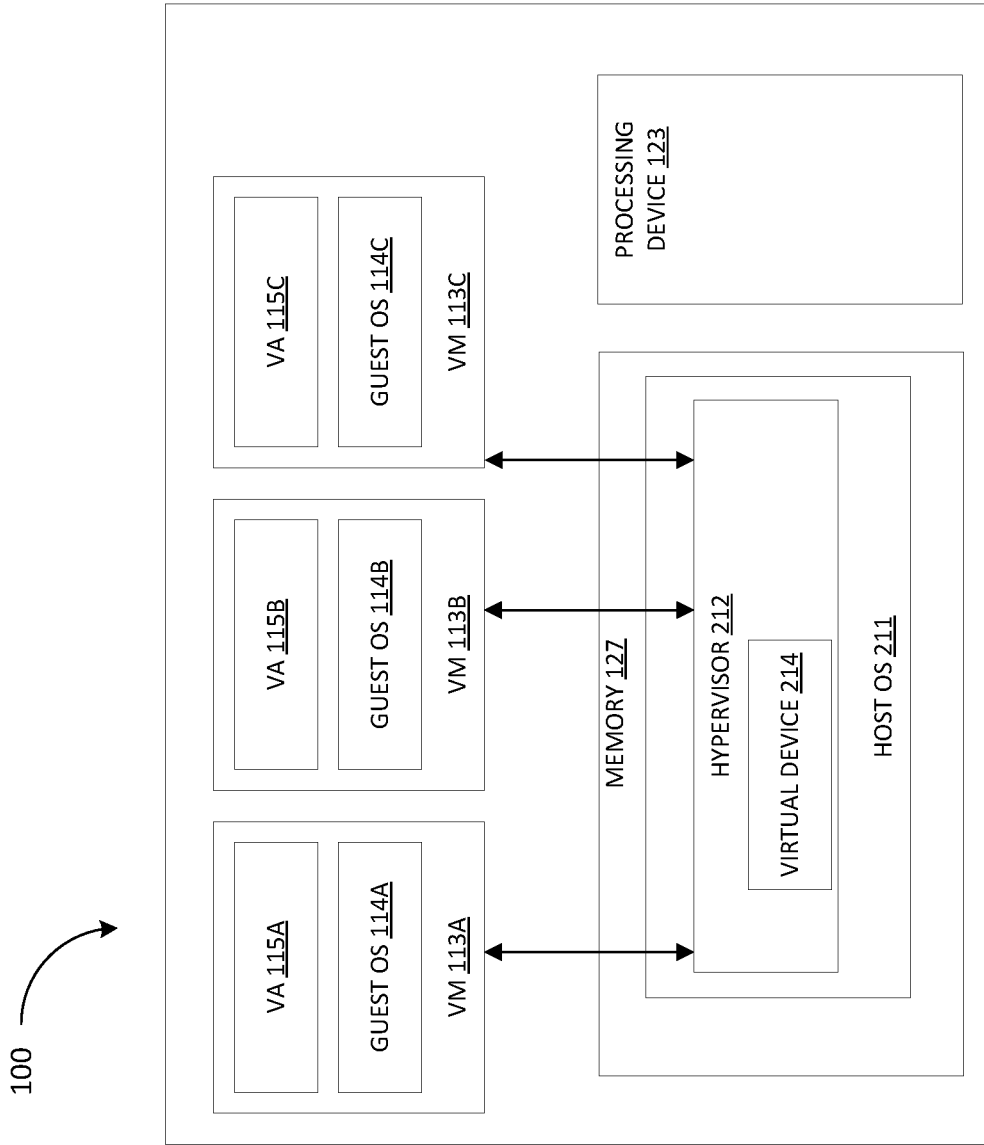 100
VA 115A
GUEST OS 114A
VM 113A
VA 115B
GUEST OS 114B
VM 113B
VA 115C
GUEST OS 114C
VM 113C
MEMORY 127
HYPERVISOR 212
VIRTUAL DEVICE 214
HOST OS 211
PROCESSING
DEVICE 123